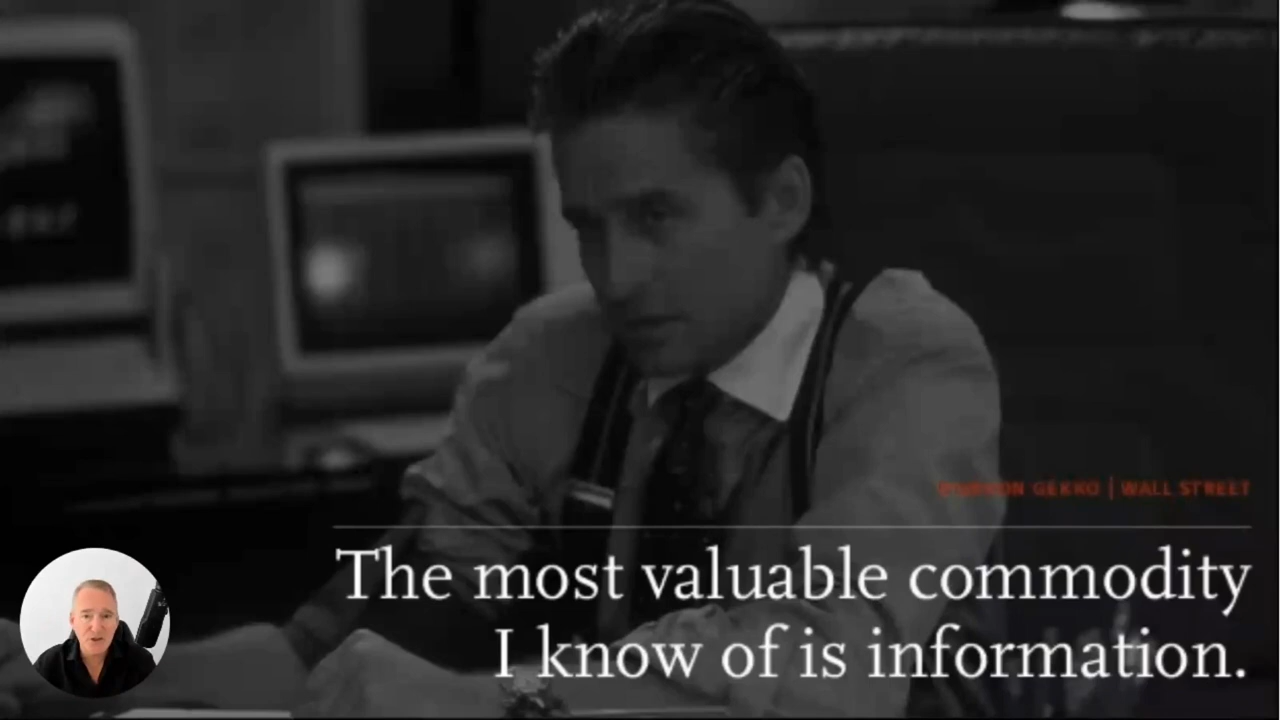 GEKKO | WALL STREET
The most valuable commodity
I know of is information.